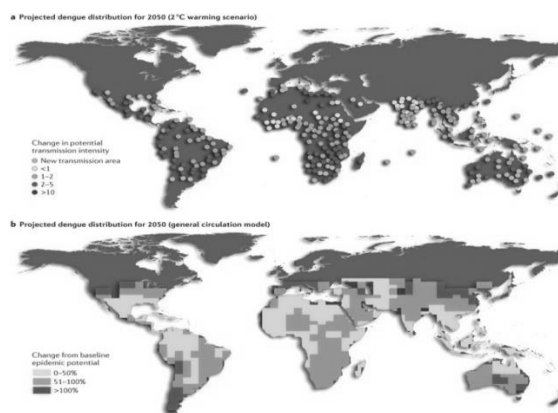 a Projected dengue distribution for 2050 (2°C warming scenario)
Change in potential
transmission intensity
New transmission area
<1
1–2
2–5
>10
b Projected dengue distribution for 2050 (general circulation model)
Change from baseline
epidemic potential
0–50%
51–100%
>100%